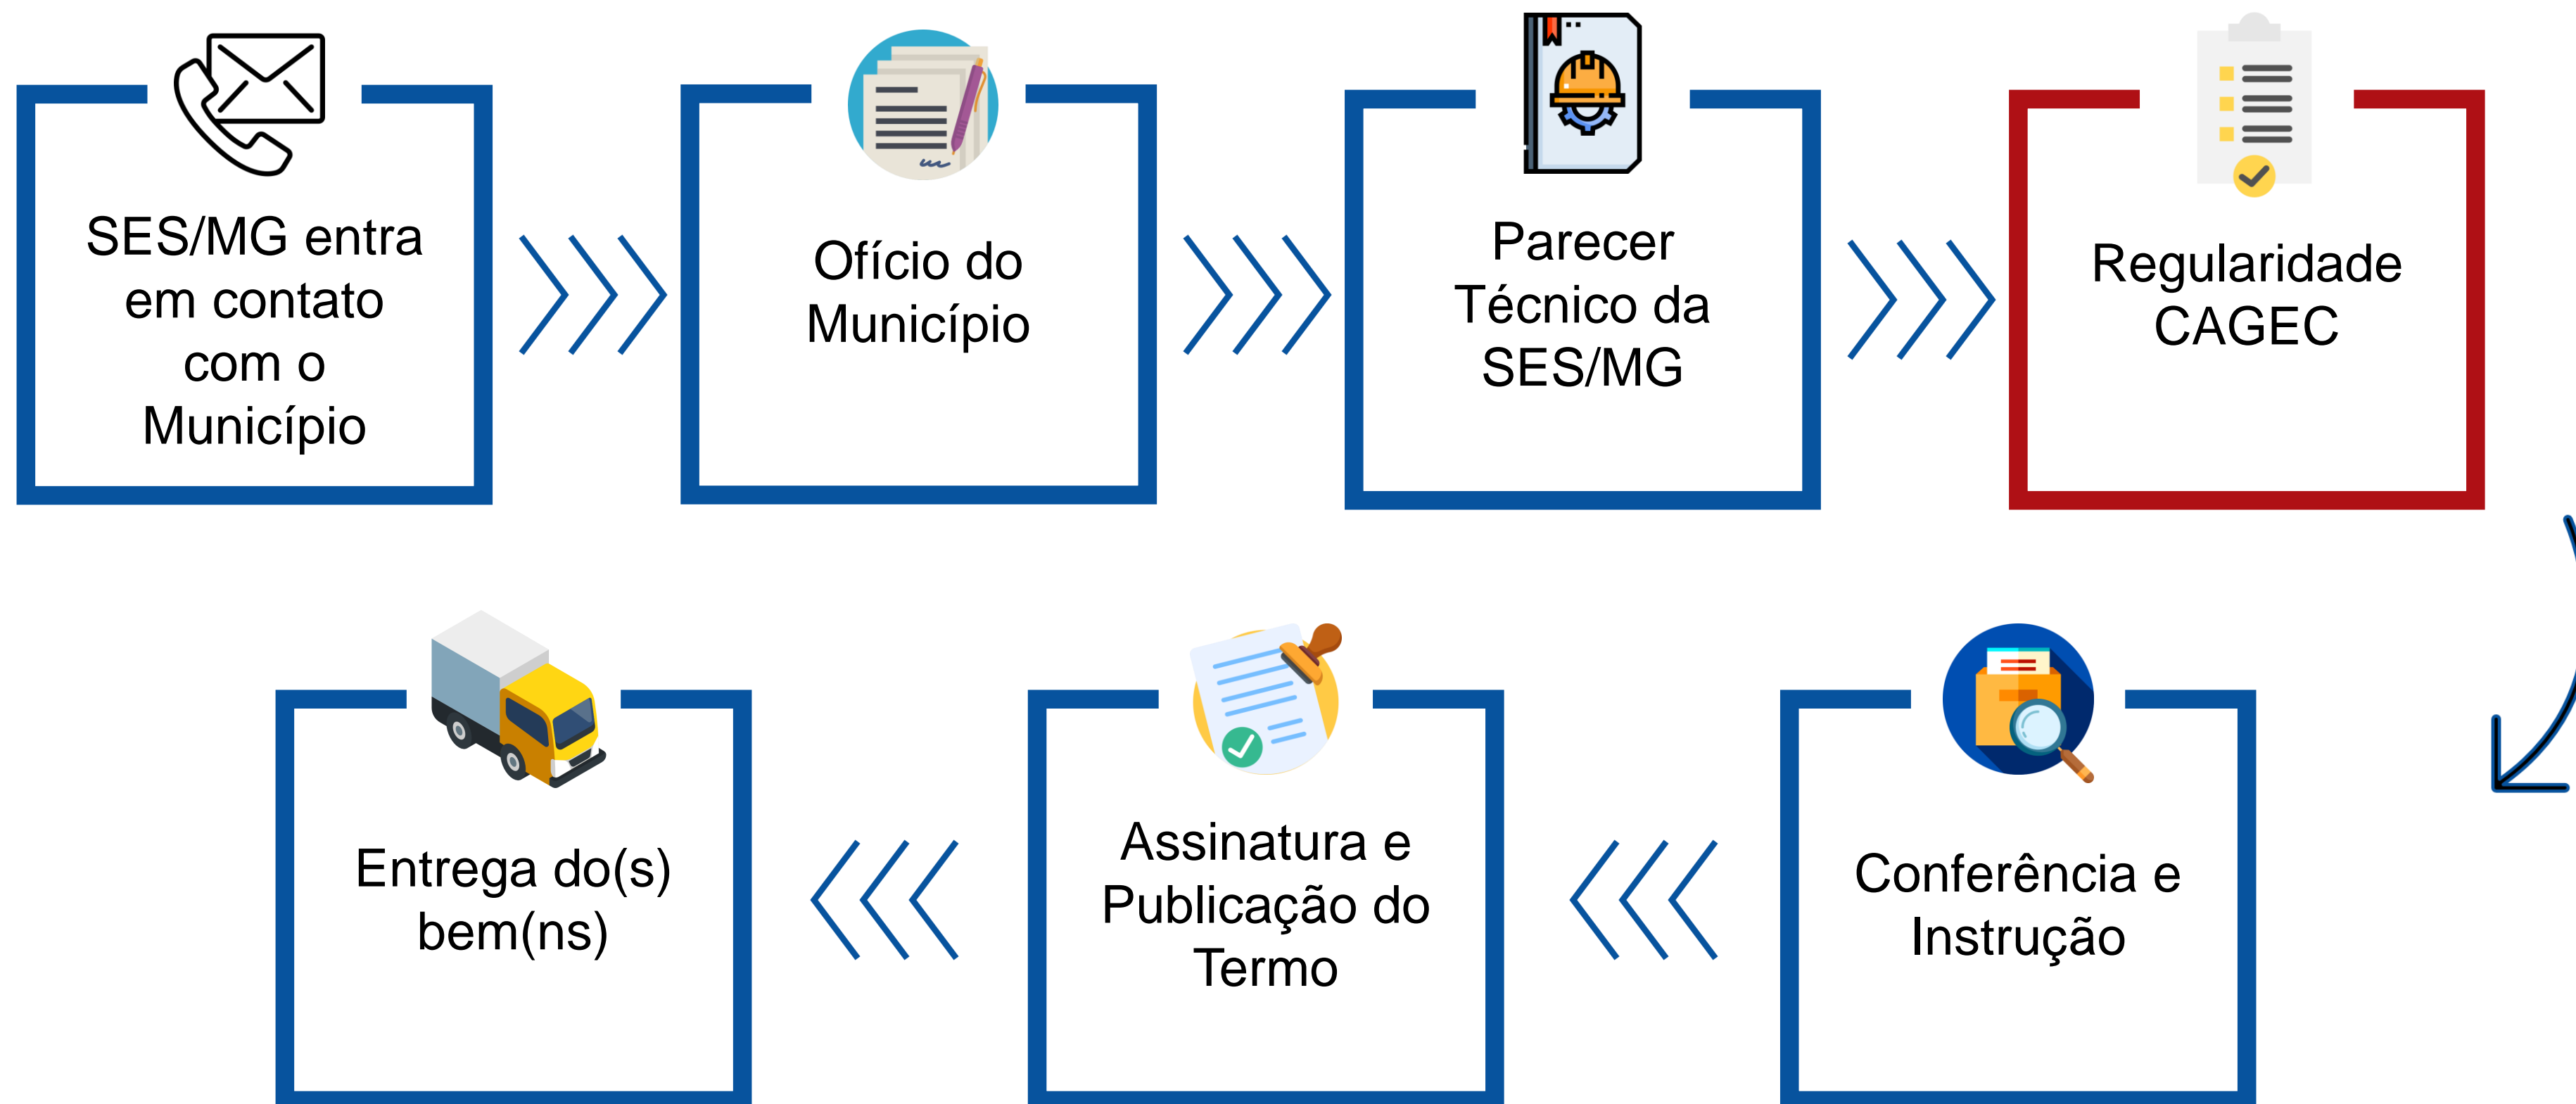 SES/MG entra
em contato
com o
Município
Ofício do
Município
Parecer
Técnico da
SES/MG
Regularidade
CAGEC
Conferência e
Instrução
Assinatura e
Publicação do
Termo
Entrega do(s)
bem(ns)